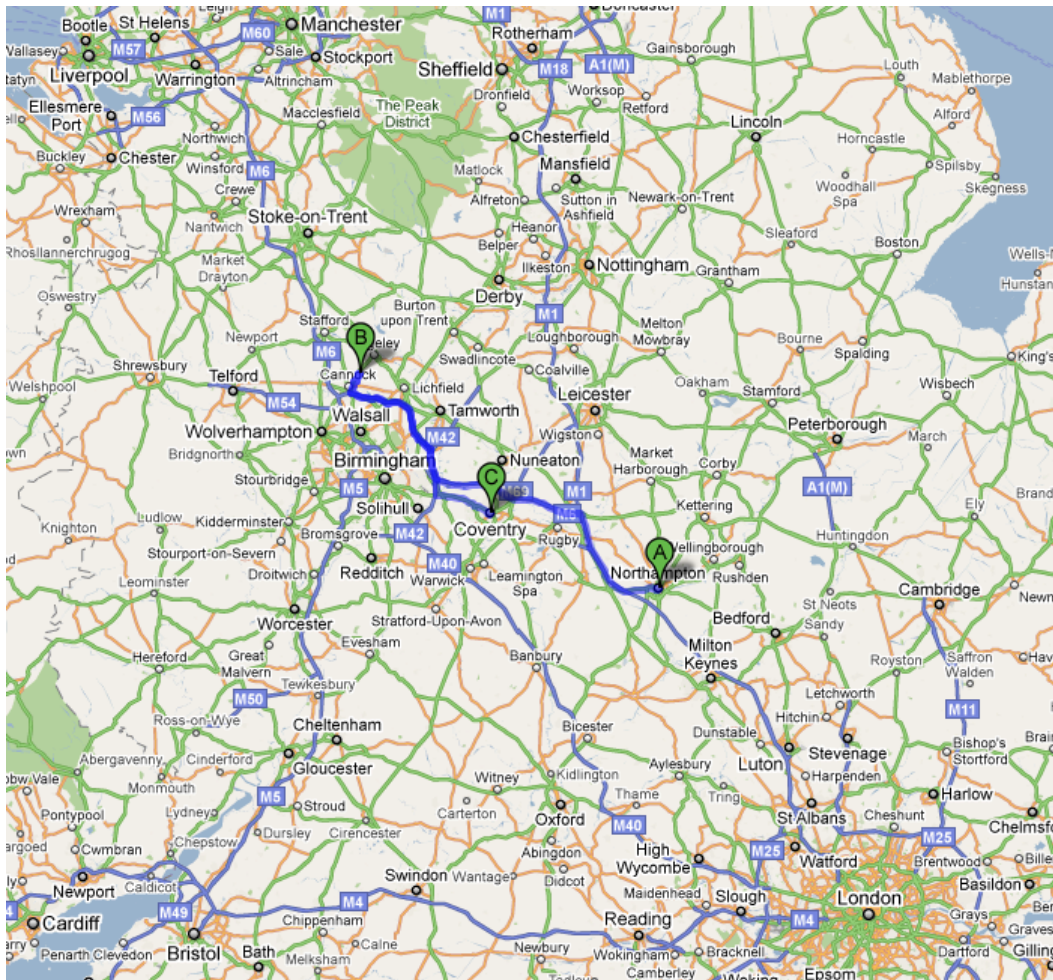 Bootle
St Helens
M60
Manchester
M1
Rotherham
Gainsborough
Wallasey
M57
Sale
Stockport
Sheffield
M18
A1(M)
Louth
Liverpool
Warrington
Altrincham
Dronfield
Worksop
Retford
Mablethorpe
Ellesmere
Port
M56
Northwich
Macclesfield
The Peak
District
Chesterfield
Lincoln
Alford
Horncastle
Buckley
Chester
Winsford
M6
Matlock
Mansfield
Spilsby
Crewe
Alfreton
Sutton in
Ashfield
Newark-on-Trent
Woodhall
Spa
Skegness
Wrexham
Nantwich
Stoke-on-Trent
Belper
Heanor
Sleaford
Boston
Rhosllannerchrugog
Market
Drayton
Ilkeston
Nottingham
Grantham
Derby
Oswestry
Stafford
B
Burton
upon Trent
M1
Loughborough
Melton
Mowbray
Bourne
Spalding
Newport
M6
Swadlincote
Coalville
Shrewsbury
Welshpool
Telford
Cannock
Lichfield
Leicester
Oakham
Stamford
Wisbech
M54
Walsall
Tamworth
Wolverhampton
M42
Wigston
Peterborough
March
Bridgnorth
Birmingham
Nuneaton
Market
Harborough
Corby
Stourbridge
M5
C
M69
M1
A1(M)
Ely
Solihull
Coventry
M6
Kettering
Knighton
Ludlow
Kidderminster
Bromsgrove
M42
Rugby
A
Huntingdon
Stourport-on-Severn
M40
Wellingborough
Leominster
Droitwich
Redditch
Warwick
Leamington
Spa
Northampton
Rushden
St Neots
Cambridge
Worcester
Stratford-Upon-Avon
Bedford
Sandy
Hereford
Great
Malvern
Evesham
Banbury
Milton
Keynes
Royston
Saffron
Walden
M50
Tewkesbury
Letchworth
Ross-on-Wye
Cheltenham
Bicester
Dunstable
Hitchin
M11
Abergavenny
Cinderford
Gloucester
Stevenage
Bishop's
Stortford
Monmouth
M5
Witney
Kidlington
Aylesbury
Luton
Harpenden
Pontypool
Lydney
Stroud
Carterton
Thame
Tring
Harlow
Dursley
Cirencester
Oxford
M40
St Albans
Cheshunt
Cwmbran
Chepstow
Abingdon
High
Wycombe
M25
Watford
M25
Newport
Caldicot
Swindon
Wantage
Didcot
Brentwood
Maidenhead
Slough
London
Basildon
Cardiff
M49
M4
Chippenham
Reading
M4
Grays
Penarth
Clevedon
Bristol
Calne
Newbury
Wokingham
Bracknell
Dartford
Bath
Melksham
Camberley
Epsom